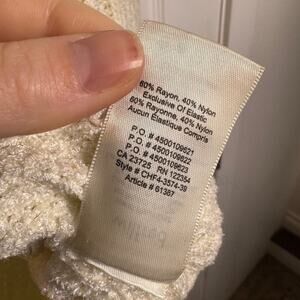 60% Rayon, 40% Nylon
Exclusive Of Elastic
60% Rayonne, 40% Nylon
Aucun Elastique Compris
P.O. # 4500109621
P.O. # 4500109622
P.O. # 4500109623
CA 23725 RN 122354
Style # CHF4-3574-39
Article # 61387